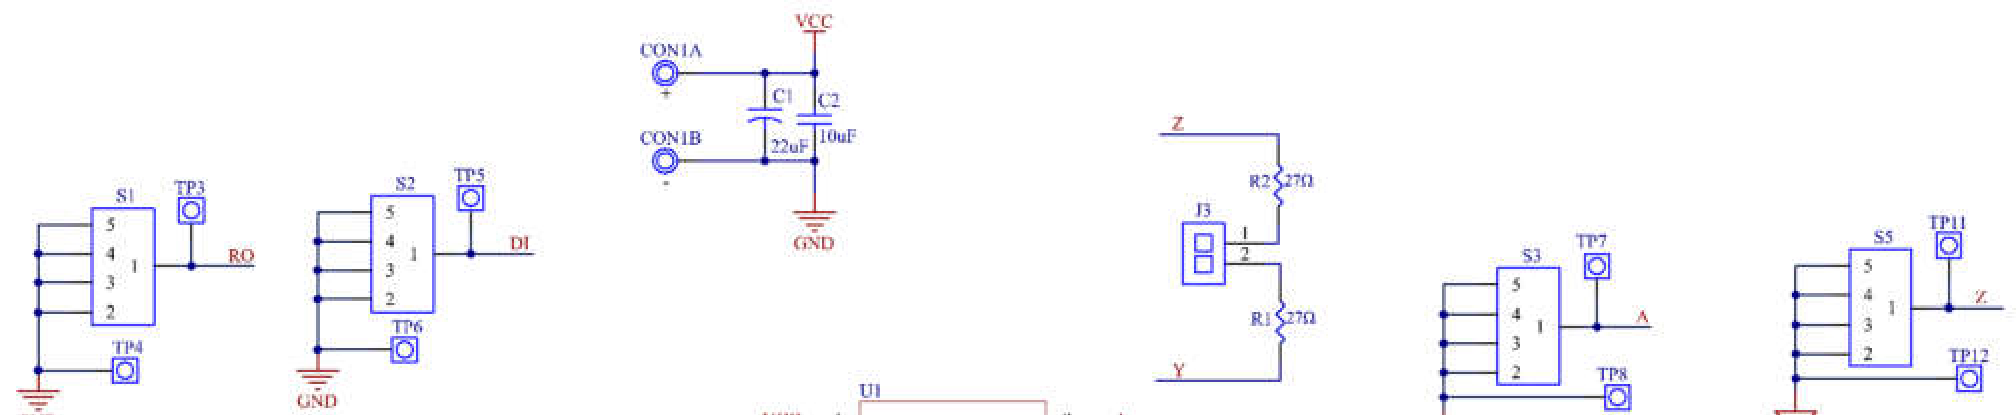 VCC
CON1A
+
C1
C2
10uF
22uF
CON1B
-
GND
S1
5
4
3
2
1
TP3
RO
TP4
S2
5
4
3
2
1
TP5
DI
TP6
GND
Z
R2 27Ω
J3
1
2
R1 27Ω
Y
U1
S3
5
4
3
2
1
TP7
A
TP8
S5
5
4
3
2
1
TP11
Z
TP12